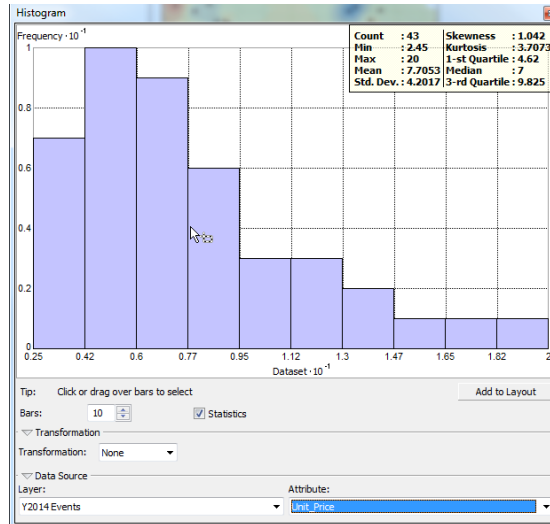 Histogram
Frequency · 10⁻¹
Count : 43 Skewness : 1.042
Min : 2.45 Kurtosis : 3.7073
Max : 20 1-st Quartile : 4.62
Mean : 7.7053 Median : 7
Std. Dev. : 4.2017 3-rd Quartile : 9.825
1
0.8
0.6
0.4
0.2
0
0.25 0.42 0.6 0.77 0.95 1.12 1.3 1.47 1.65 1.82 2
Dataset · 10⁻¹
Tip: Click or drag over bars to select Add to Layout
Bars: 10 Statistics
Transformation
Transformation: None
Data Source
Layer: Attribute:
Y2014 Events Unit_Price